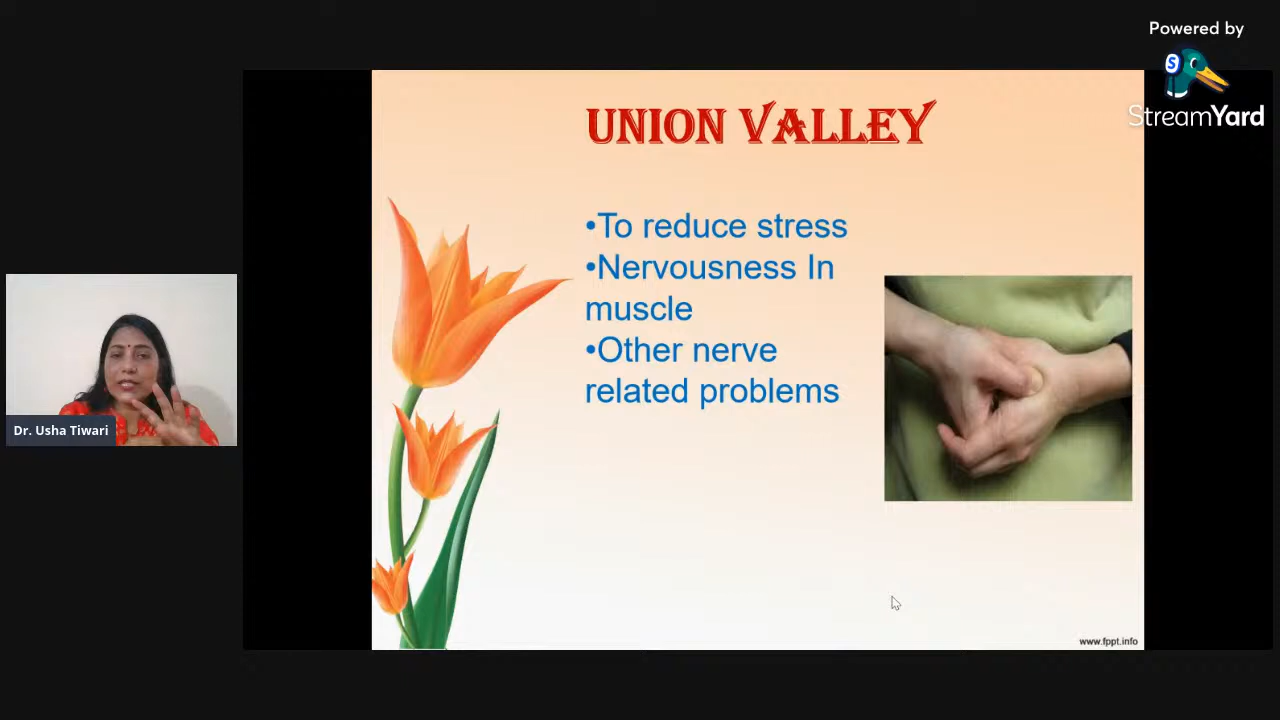 Powered by
S
StreamYard
UNION VALLEY
•To reduce stress
•Nervousness In
muscle
•Other nerve
related problems
Dr. Usha Tiwari
www.fppt.info